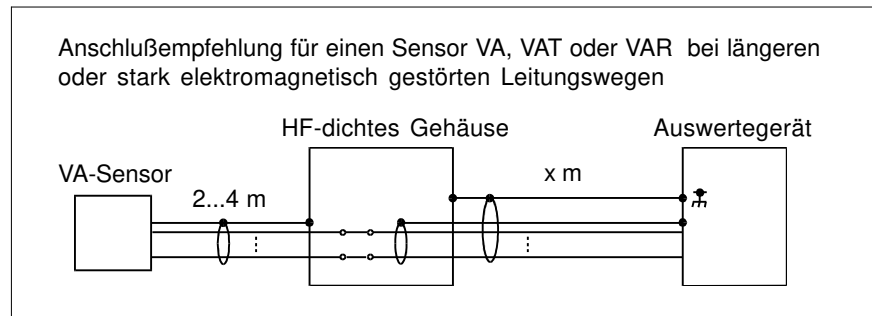 Anschlußempfehlung für einen Sensor VA, VAT oder VAR bei längeren
oder stark elektromagnetisch gestörten Leitungswegen
HF-dichtes Gehäuse
Auswertegerät
VA-Sensor
2...4 m
x m